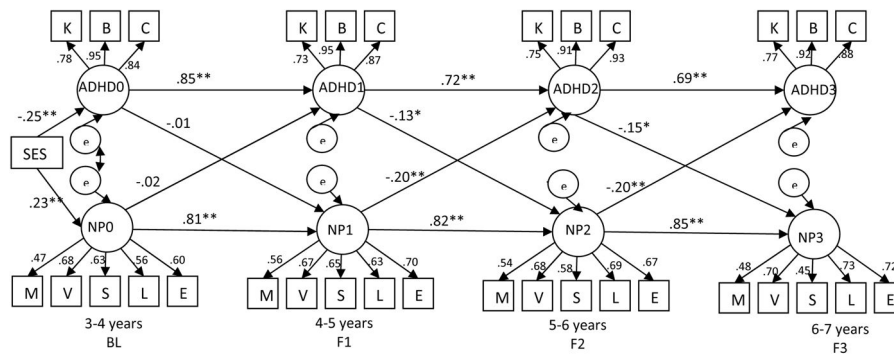 K B C K B C K B C K B C
.78 .95 .84 .73 .95 .87 .75 .91 .93 .77 .92 .88
ADHD0 .85** ADHD1 .72** ADHD2 .69** ADHD3
-.25** -.01 -.13* -.15*
SES e e e e
e e e e
.23** -.02 -.20** -.20**
NP0 .81** NP1 .82** NP2 .85** NP3
.47 .68 .63 .56 .60 .56 .67 .65 .63 .70 .54 .68 .58 .69 .67 .48 .70 .45 .73 .72
M V S L E M V S L E M V S L E M V S L E
3-4 years 4-5 years 5-6 years 6-7 years
BL F1 F2 F3